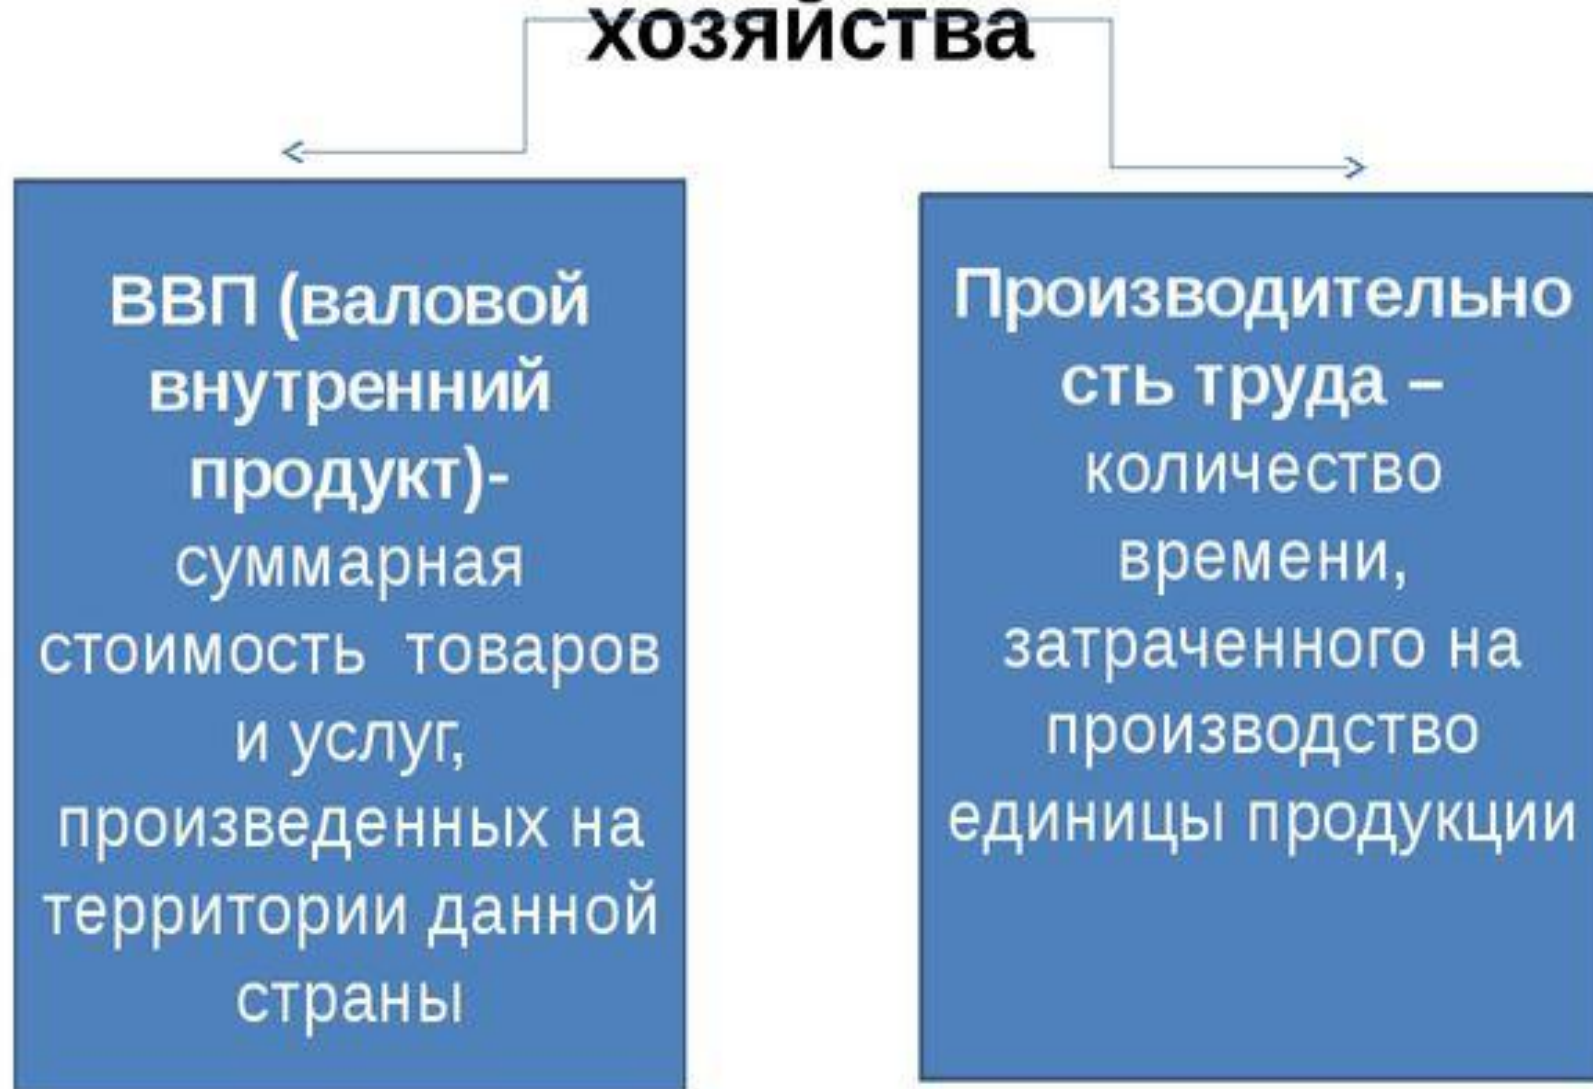 хозяйства
ВВП (валовой
внутренний
продукт)-
суммарная
стоимость товаров
и услуг,
произведенных на
территории данной
страны
Производительно
сть труда –
количество
времени,
затраченного на
производство
единицы продукции